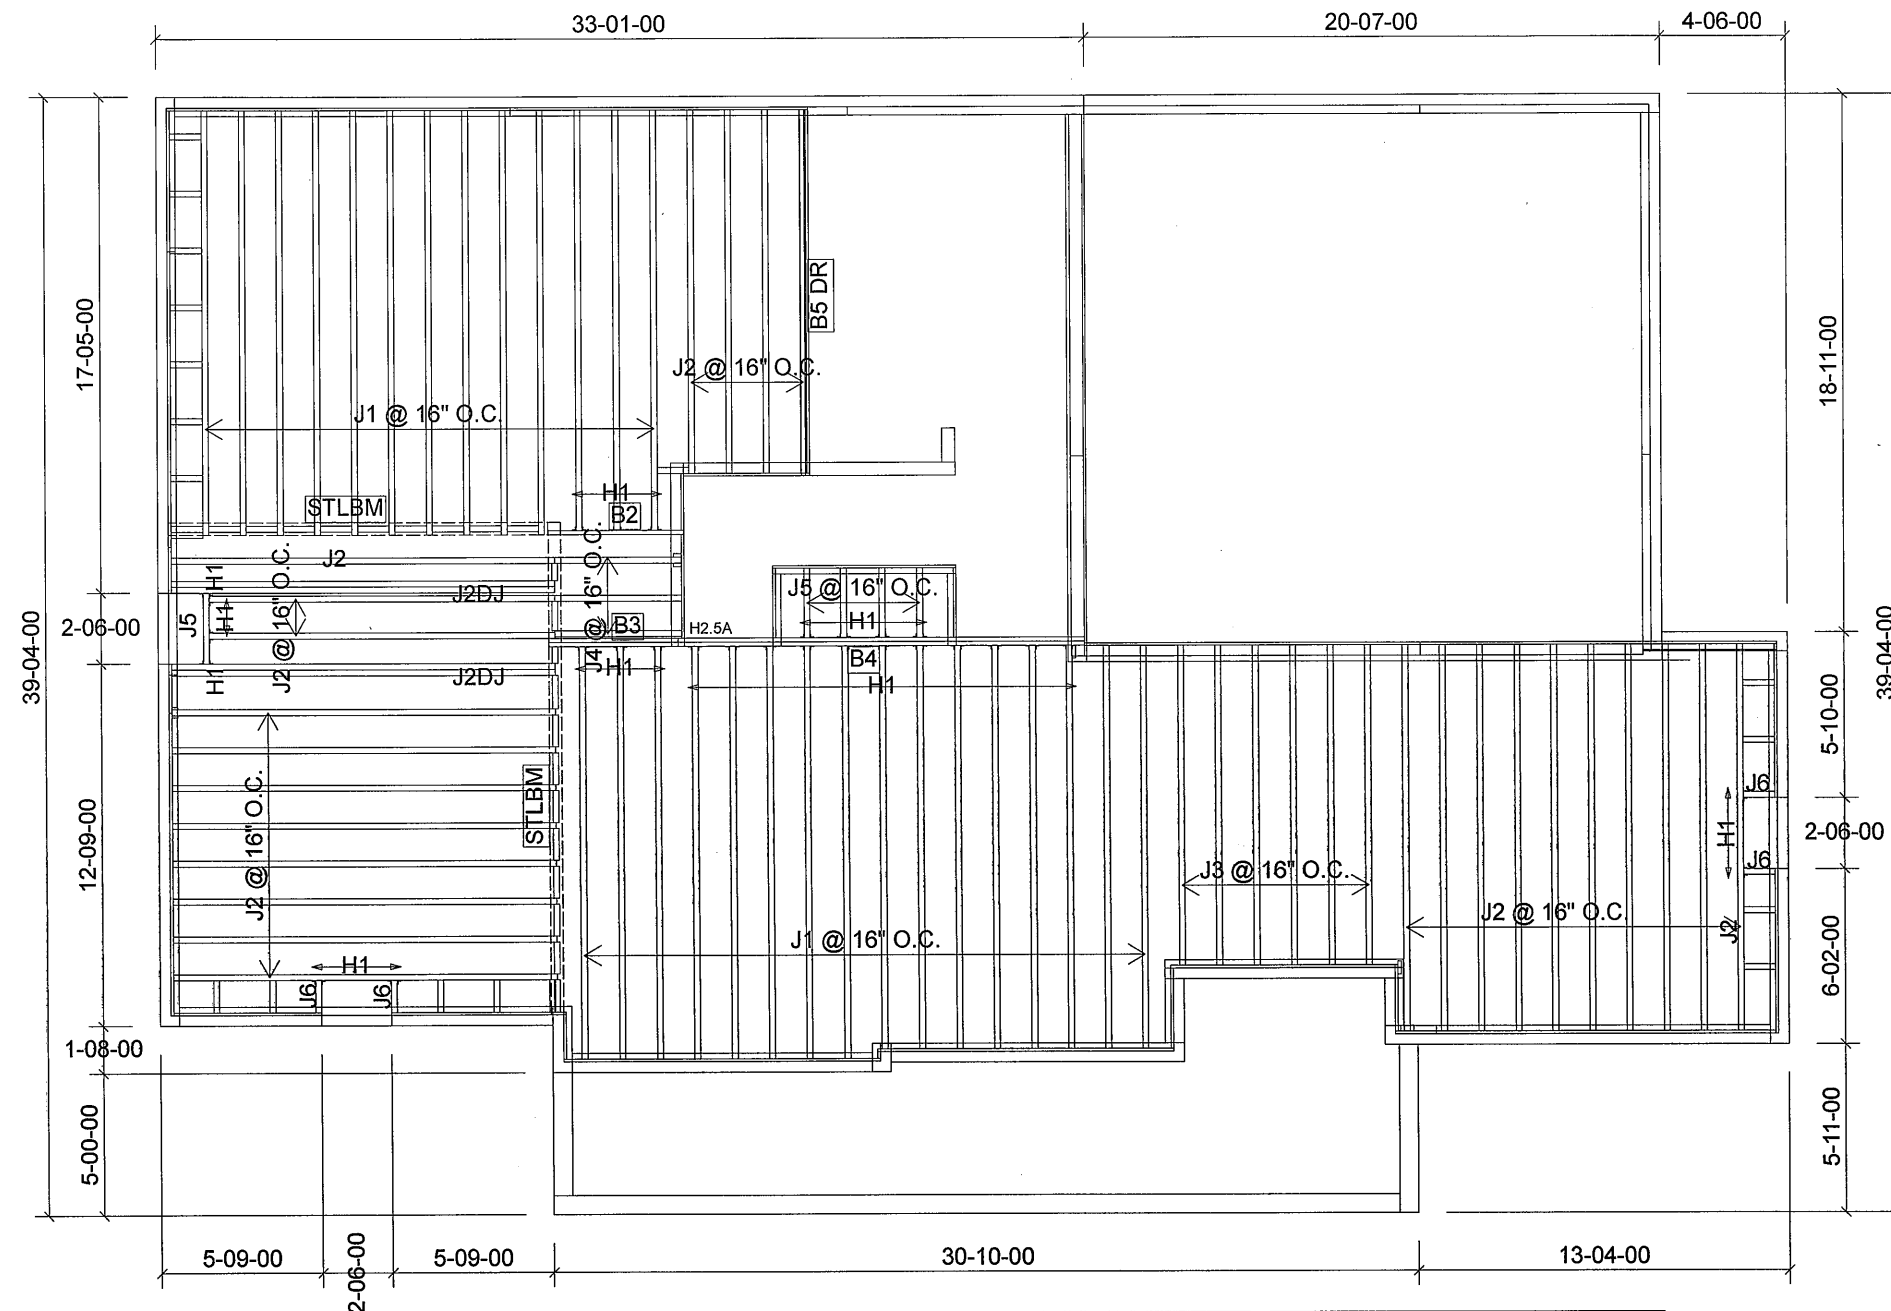 33-01-00
20-07-00
4-06-00
B5 DR
17-05-00
18-11-00
J2 @ 16" O.C.
J1 @ 16" O.C.
H1
STLBM
B2
J2
H1
J2 @ 16" O.C.
J4 @ 16" O.C.
J2DJ
J5 @ 16" O.C.
2-06-00
J5
H1
B3
H2.5A
H1
39-04-00
39-04-00
H1
J2DJ
H1
B4
H1
5-10-00
STLBM
J6
H1
2-06-00
12-09-00
J2 @ 16" O.C.
J6
J3 @ 16" O.C.
J2 @ 16" O.C.
J2
J1 @ 16" O.C.
H1
J6
J6
6-02-00
1-08-00
5-00-00
5-11-00
5-09-00
2-06-00
5-09-00
30-10-00
13-04-00